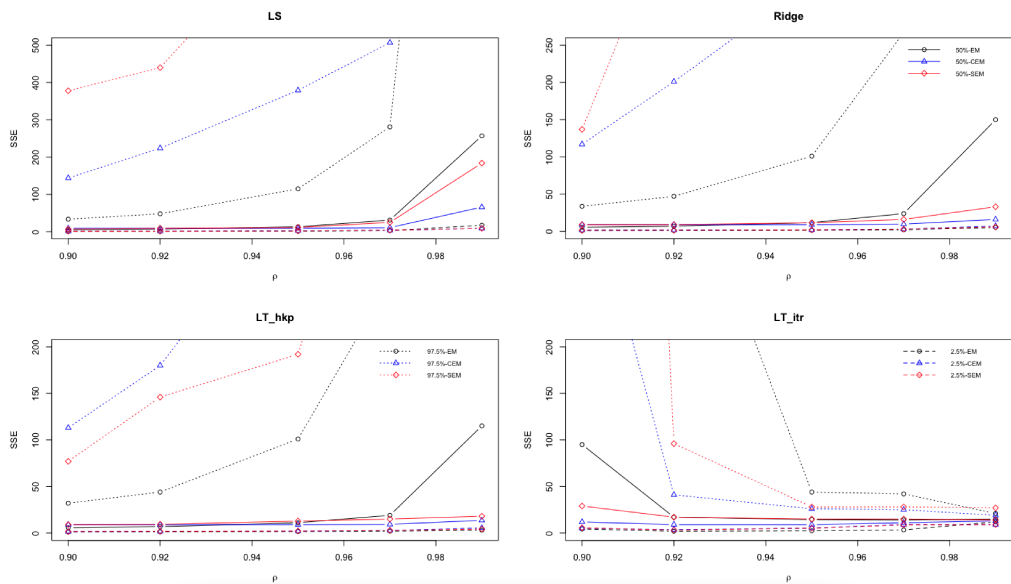 LS
SSE
500
400
300
200
100
0
0.90 0.92 0.94 0.96 0.98
ρ
Ridge
SSE
250
200
150
100
50
0
50%-EM
50%-CEM
50%-SEM
0.90 0.92 0.94 0.96 0.98
ρ
LT_hkp
SSE
200
150
100
50
0
97.5%-EM
97.5%-CEM
97.5%-SEM
0.90 0.92 0.94 0.96 0.98
ρ
LT_itr
SSE
200
150
100
50
0
2.5%-EM
2.5%-CEM
2.5%-SEM
0.90 0.92 0.94 0.96 0.98
ρ